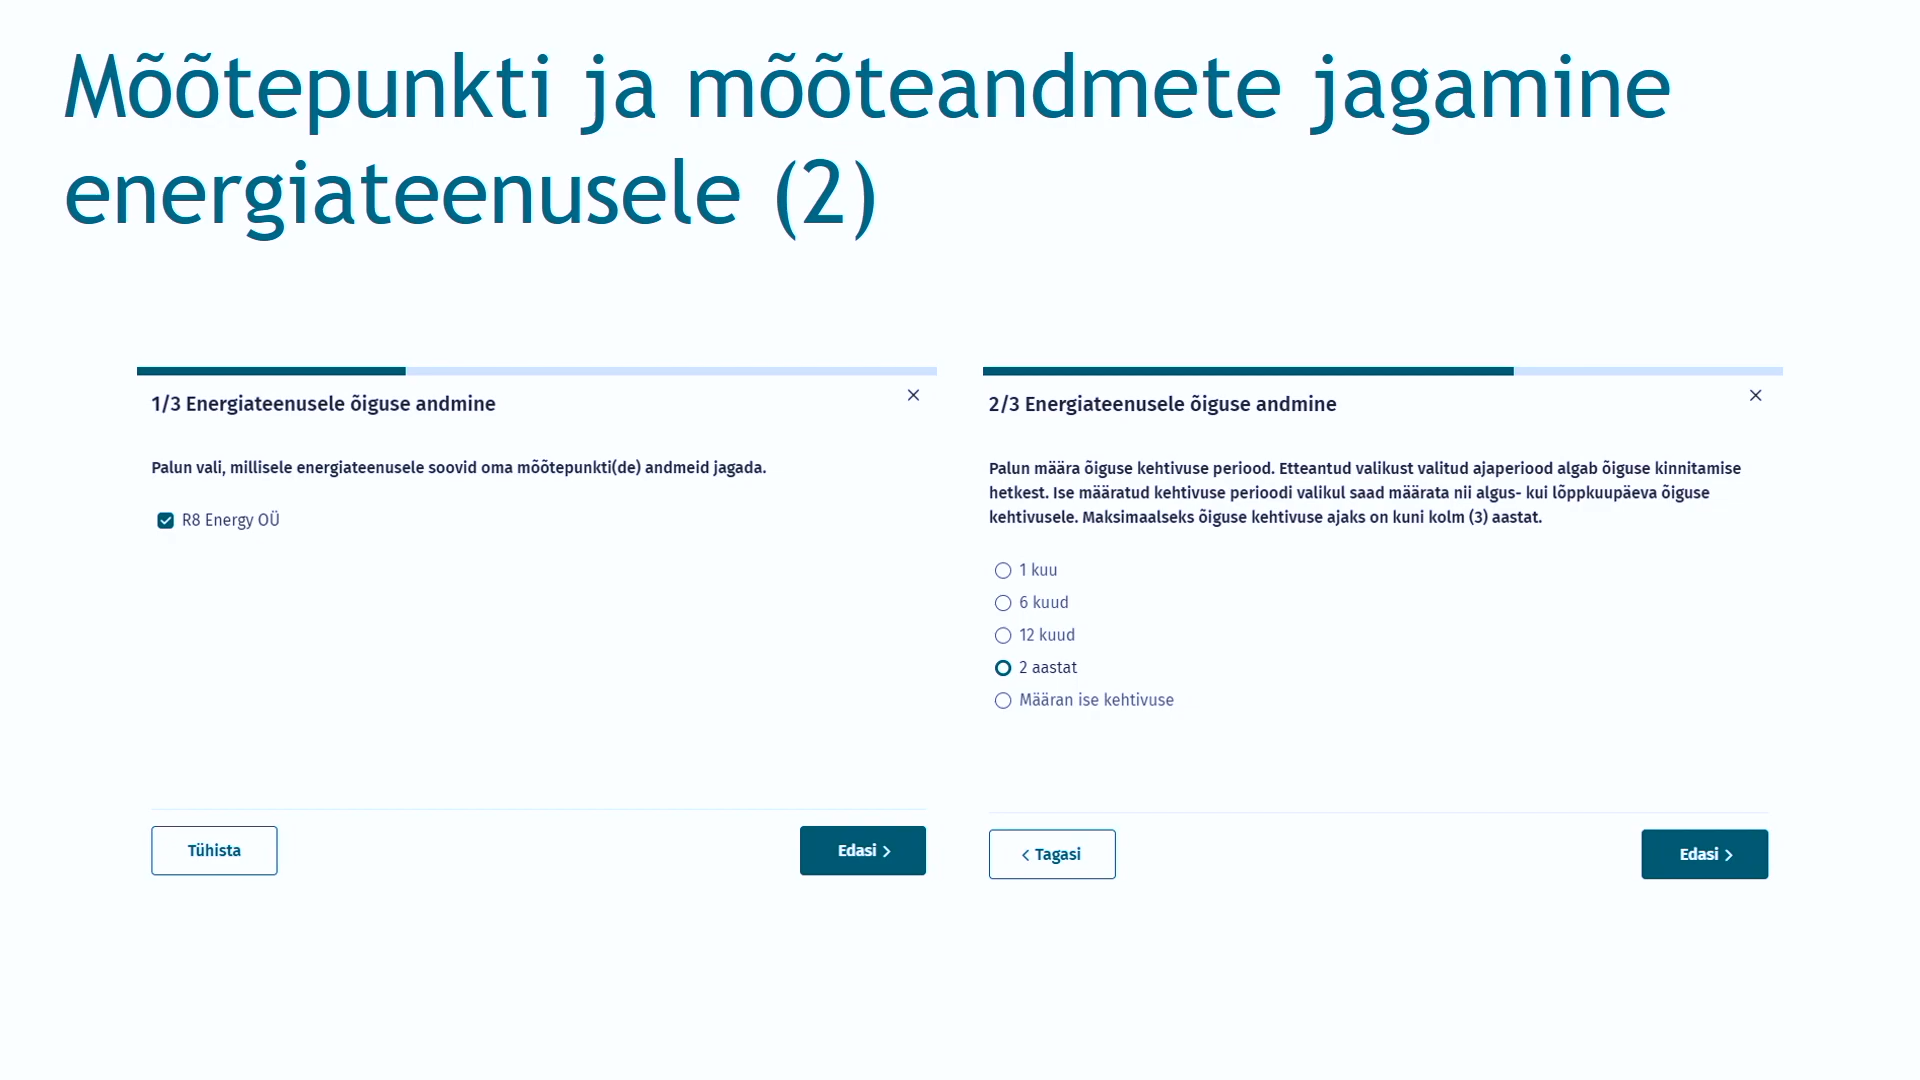 Mõõtepunkti ja mõõteandmete jagamine
energiateenusele (2)
1/3 Energiateenusele õiguse andmine
Palun vali, millisele energiateenusele soovid oma mõõtepunkti(de) andmeid jagada.
R8 Energy OÜ
Tühista
Edasi
2/3 Energiateenusele õiguse andmine
Palun määra õiguse kehtivuse periood. Etteantud valikust valitud ajaperiood algab õiguse kinnitamise
hetkest. Ise määratud kehtivuse perioodi valikul saad määrata nii algus- kui lõppkuupäeva õiguse
kehtivusele. Maksimaalseks õiguse kehtivuse ajaks on kuni kolm (3) aastat.
1 kuu
6 kuud
12 kuud
2 aastat
Määran ise kehtivuse
Tagasi
Edasi